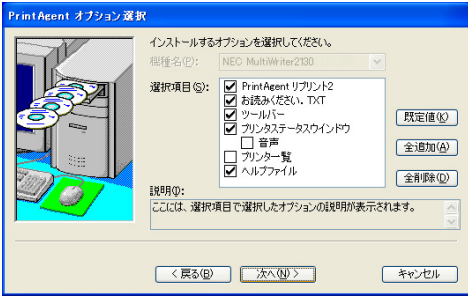 PrintAgent オプション選択
インストールするオプションを選択してください。
機種名(P): NEC MultiWriter2130
選択項目(S):
PrintAgent リプリント2
お読みください.TXT
ツールバー
プリンタステータスウインドウ
音声
プリンター覧
ヘルプファイル
既定値(K)
全追加(A)
全削除(D)
説明(I):
ここには、選択項目で選択したオプションの説明が表示されます。
< 戻る(B)
次へ(N) >
キャンセル